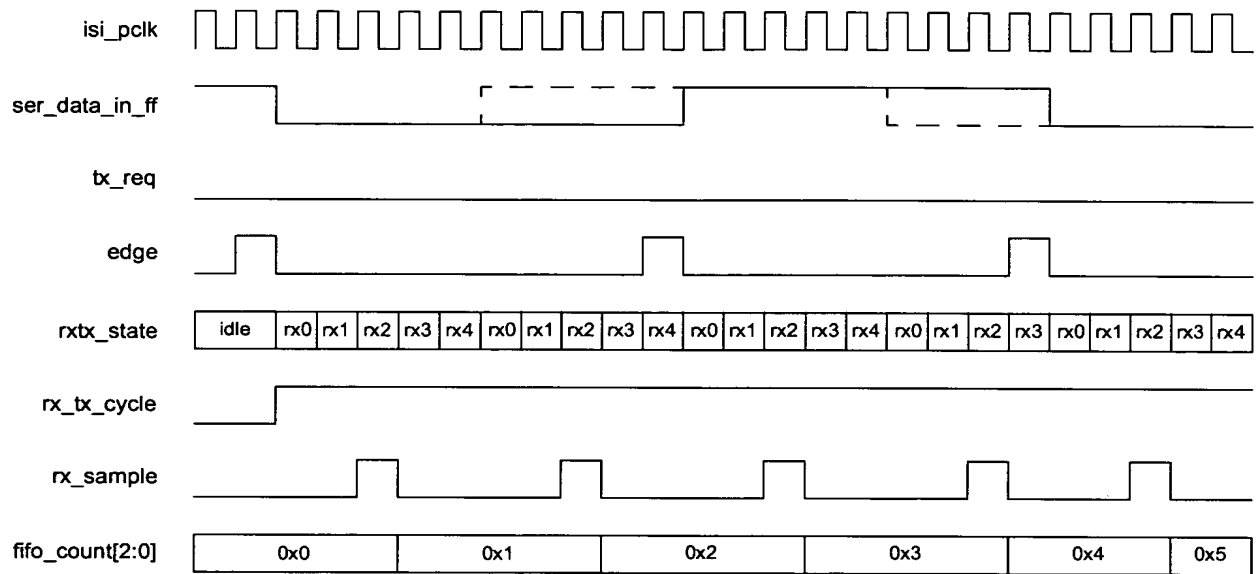 isi_pclk
ser_data_in_ff
tx_req
edge
rxtx_state idle rx0 rx1 rx2 rx3 rx4 rx0 rx1 rx2 rx3 rx4 rx0 rx1 rx2 rx3 rx4 rx0 rx1 rx2 rx3 rx0 rx1 rx2 rx3 rx4
rx_tx_cycle
rx_sample
fifo_count[2:0] 0x0 0x1 0x2 0x3 0x4 0x5